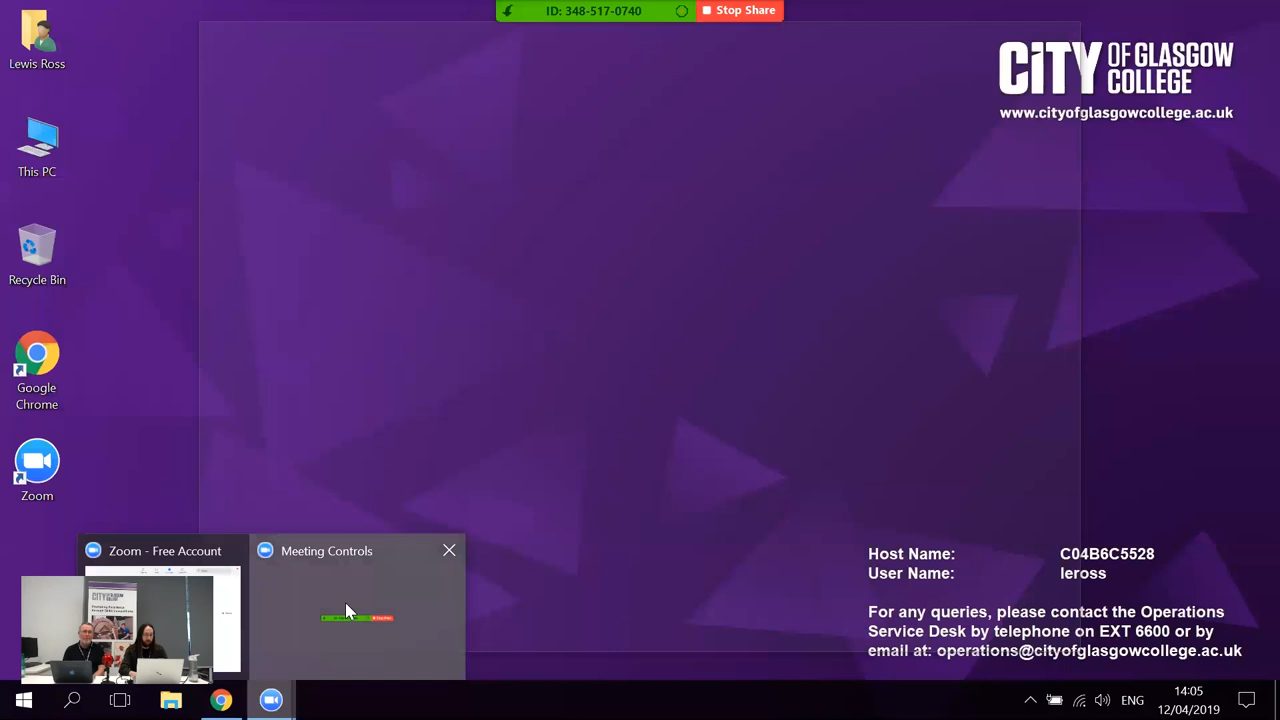 ID: 348-517-0740
Stop Share
Lewis Ross
CITY OF GLASGOW
COLLEGE
www.cityofglasgowcollege.ac.uk
This PC
Recycle Bin
Google
Chrome
Zoom
Zoom - Free Account
Meeting Controls
Host Name: C04B6C5528
User Name: leross
For any queries, please contact the Operations
Service Desk by telephone on EXT 6600 or by
email at: operations@cityofglasgowcollege.ac.uk
ENG
14:05
12/04/2019